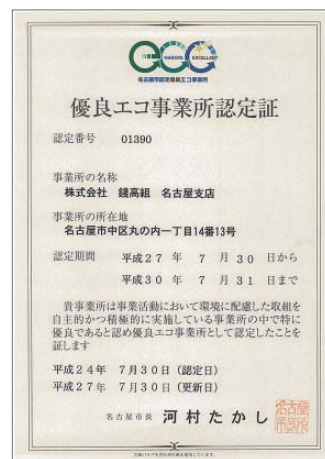 NAGOYA EXCELLENT
名古屋市認定優良エコ事業所
優良エコ事業所認定証
認定番号 01390
事業所の名称
株式会社 錢高組 名古屋支店
事業所の所在地
名古屋市中区丸の内一丁目14番13号
認定期間 平成27年 7月30日から
平成30年 7月31日まで
貴事業所は事業活動において環境に配慮した取組を
自主的かつ積極的に実施している事業所の中で特に
優良であると認め優良エコ事業所として認定したことを
証します
平成24年 7月30日(認定日)
平成27年 7月30日(更新日)
名古屋市長 河村たかし